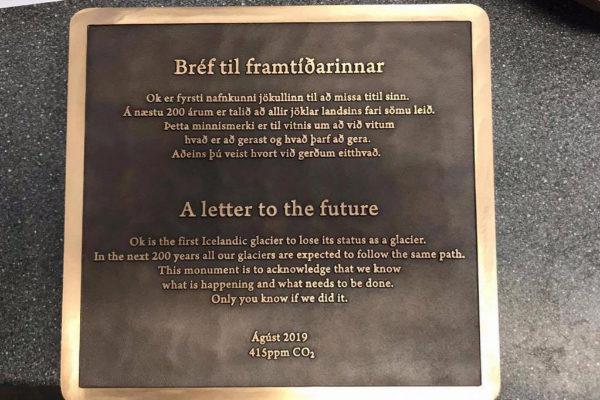 Bréf til framtíðarinnar
Ok er fyrsti nafnkunni jökullinn til að missa titil sinn.
Á næstu 200 árum er talið að allir jöklar landsins fari sömu leið.
Þetta minnismerki er til vitnis um að við vitum
hvað er að gerast og hvað þarf að gera.
Aðeins þú veist hvort við gerðum eitthvað.
A letter to the future
Ok is the first Icelandic glacier to lose its status as a glacier.
In the next 200 years all our glaciers are expected to follow the same path.
This monument is to acknowledge that we know
what is happening and what needs to be done.
Only you know if we did it.
Ágúst 2019
415ppm CO₂